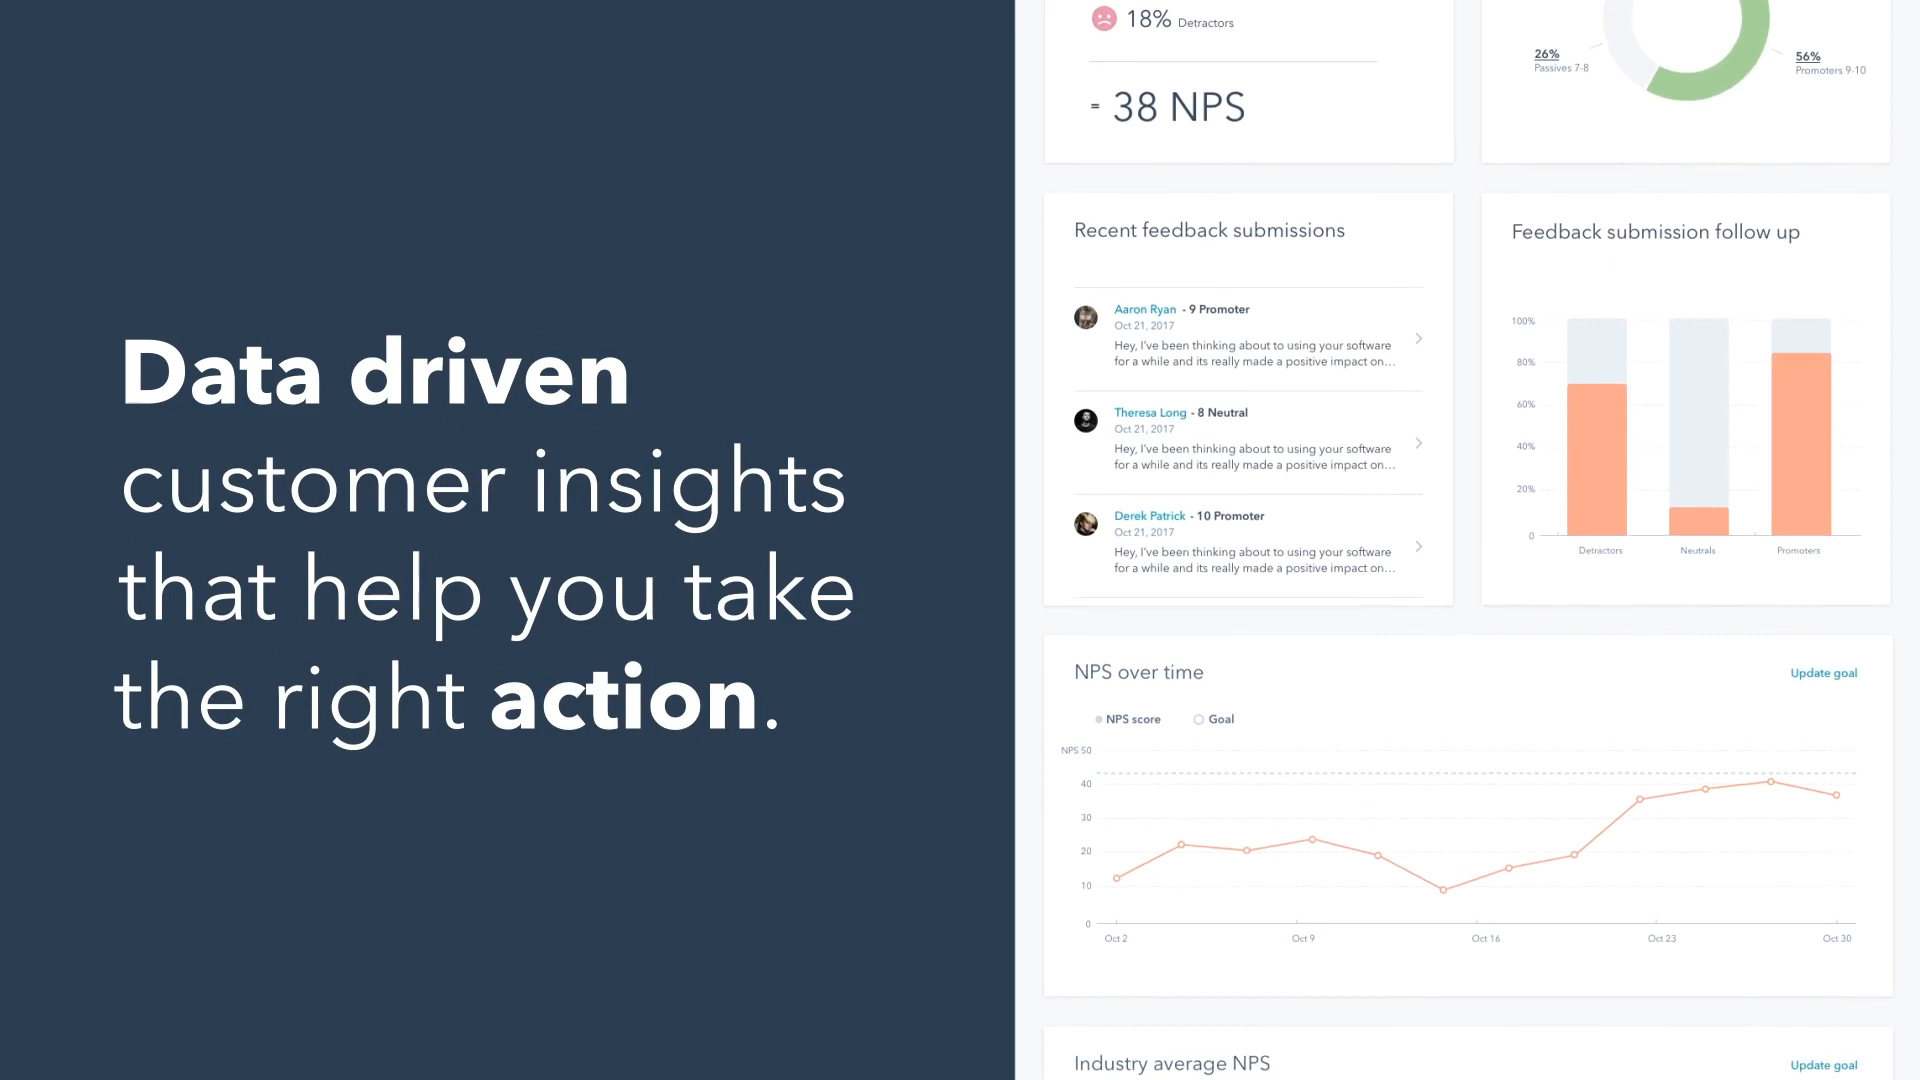 Data driven
customer insights
that help you take
the right action.
18% Detractors
= 38 NPS
26%
Passives 7-8
56%
Promoters 9-10
Recent feedback submissions
Aaron Ryan - 9 Promoter
Oct 21, 2017
Hey, I've been thinking about to using your software
for a while and its really made a positive impact on...
Theresa Long - 8 Neutral
Oct 21, 2017
Hey, I've been thinking about to using your software
for a while and its really made a positive impact on...
Derek Patrick - 10 Promoter
Oct 21, 2017
Hey, I've been thinking about to using your software
for a while and its really made a positive impact on...
Feedback submission follow up
100%
80%
60%
40%
20%
0
Detractors Neutrals Promoters
NPS over time
Update goal
NPS score Goal
NPS 50
40
30
20
10
0
Oct 2 Oct 9 Oct 16 Oct 23 Oct 30
Industry average NPS
Update goal